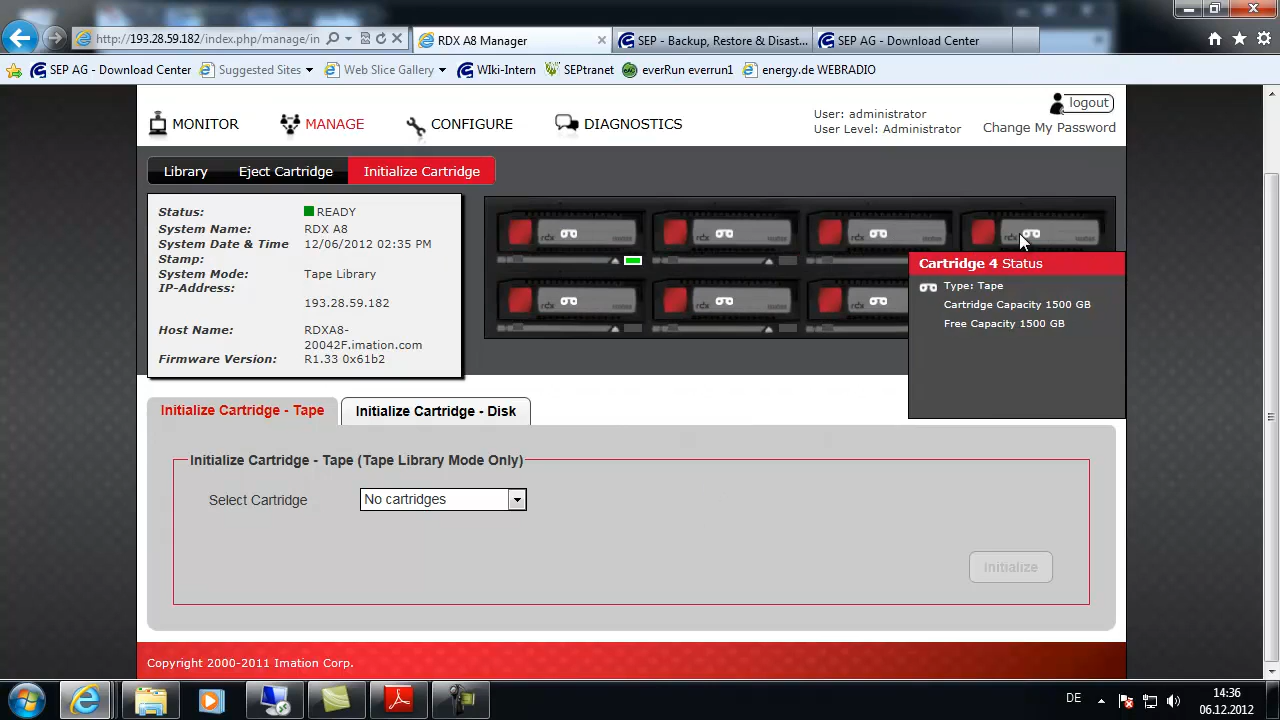 http://193.28.59.182/index.php/manage/in
RDX A8 Manager
SEP - Backup, Restore & Disast...
SEP AG - Download Center
SEP AG - Download Center
Suggested Sites
Web Slice Gallery
WIki-Intern
SEPtranet
everRun everrun1
energy.de WEBRADIO
MONITOR
MANAGE
CONFIGURE
DIAGNOSTICS
User: administrator
User Level: Administrator
logout
Change My Password
Library
Eject Cartridge
Initialize Cartridge
Status: READY
System Name: RDX A8
System Date & Time 12/06/2012 02:35 PM
Stamp:
System Mode: Tape Library
IP-Address:
193.28.59.182
Host Name: RDXA8-
20042F.imation.com
Firmware Version: R1.33 0x61b2
rdx
rdx
rdx
rdx
rdx
rdx
rdx
Cartridge 4 Status
Type: Tape
Cartridge Capacity 1500 GB
Free Capacity 1500 GB
Initialize Cartridge - Tape
Initialize Cartridge - Disk
Initialize Cartridge - Tape (Tape Library Mode Only)
Select Cartridge
No cartridges
Initialize
Copyright 2000-2011 Imation Corp.
DE
14:36
06.12.2012